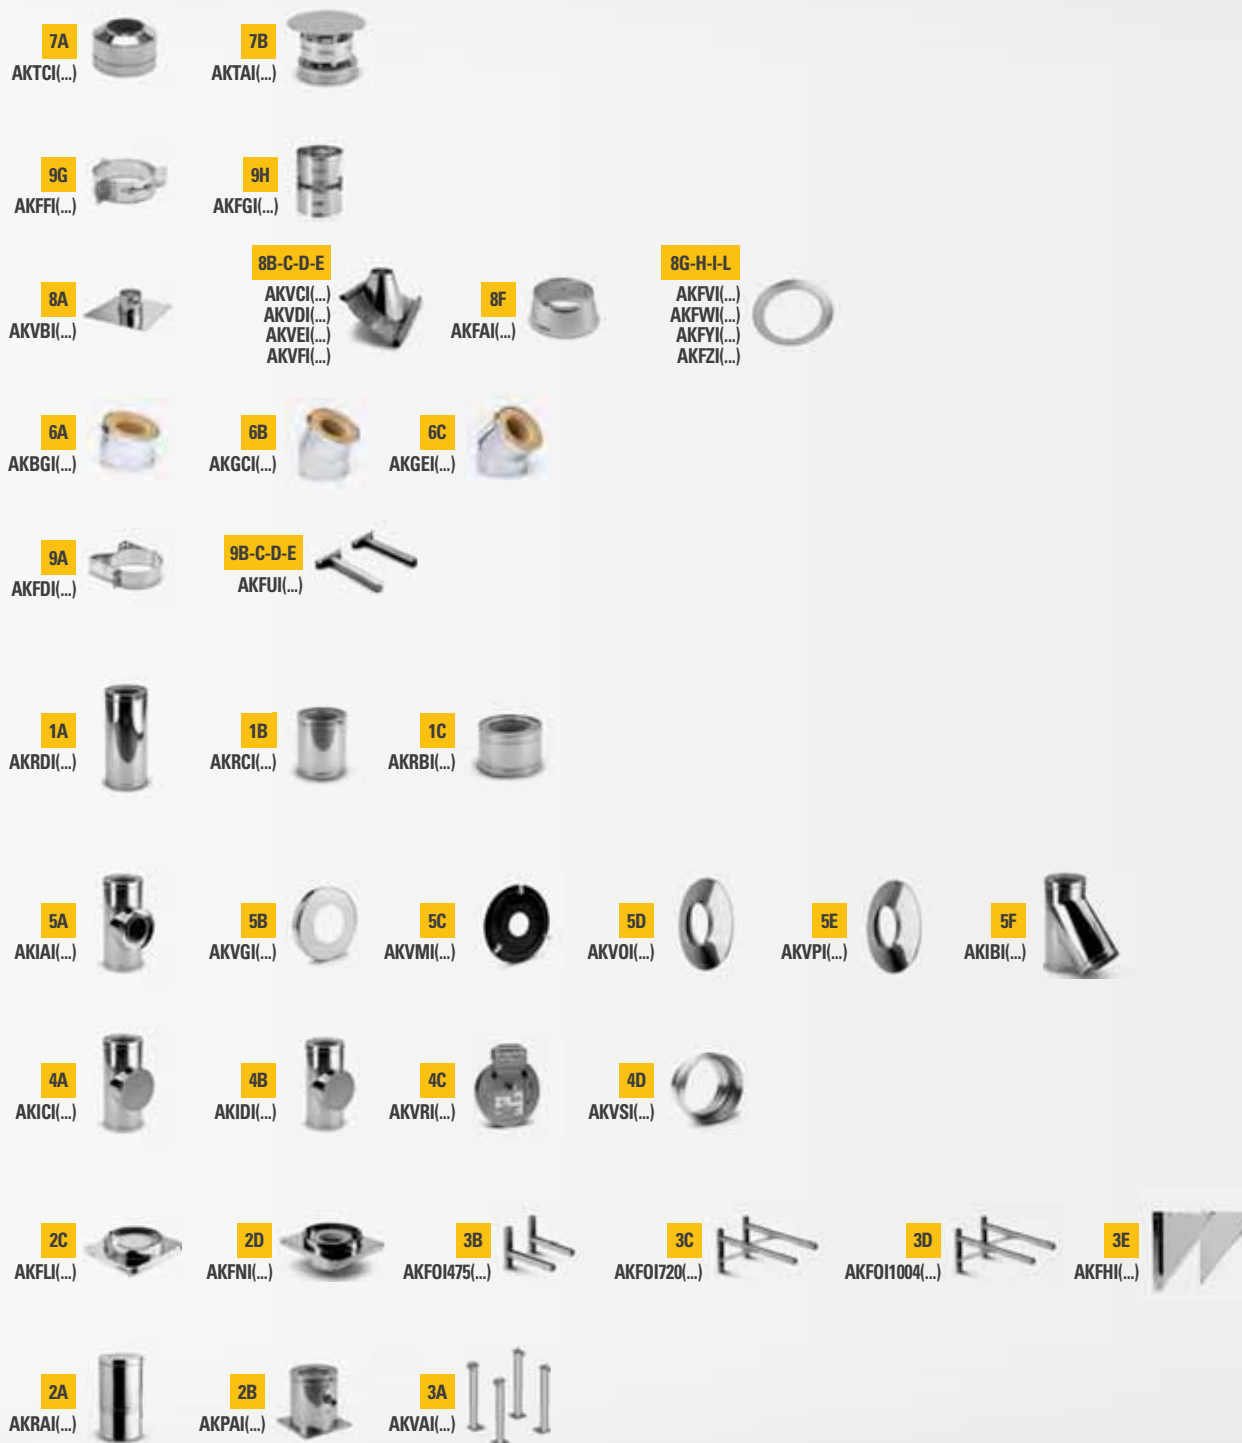 7A
AKTCI(...)
7B
AKTAI(...)
9G
AKFFI(...)
9H
AKFGI(...)
8A
AKVBI(...)
8B-C-D-E
AKVCI(...)
AKVDI(...)
AKVEI(...)
AKVFI(...)
8F
AKFAI(...)
8G-H-I-L
AKFVI(...)
AKFWI(...)
AKFYI(...)
AKFZI(...)
6A
AKBGI(...)
6B
AKGCI(...)
6C
AKGEI(...)
9A
AKFDI(...)
9B-C-D-E
AKFUI(...)
1A
AKRDI(...)
1B
AKRCI(...)
1C
AKRBI(...)
5A
AKIAI(...)
5B
AKVGI(...)
5C
AKVMI(...)
5D
AKVOI(...)
5E
AKVPI(...)
5F
AKIBI(...)
4A
AKICI(...)
4B
AKIDI(...)
4C
AKVRI(...)
4D
AKVSI(...)
2C
AKFLI(...)
2D
AKFNI(...)
3B
AKFOI475(...)
3C
AKFOI720(...)
3D
AKFOI1004(...)
3E
AKFHI(...)
2A
AKRAI(...)
2B
AKPAI(...)
3A
AKVAI(...)